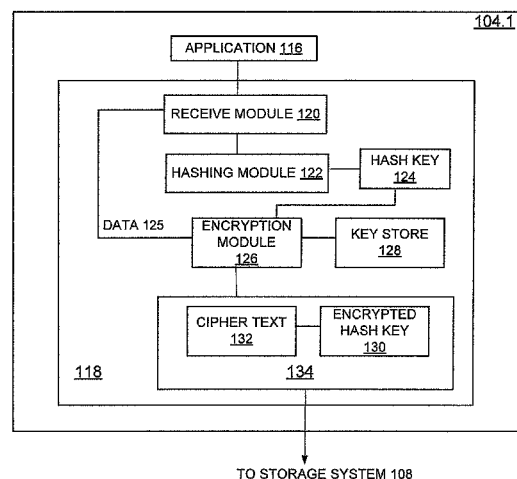 104.1
APPLICATION 116
RECEIVE MODULE 120
HASHING MODULE 122
HASH KEY
124
DATA 125
ENCRYPTION
MODULE
126
KEY STORE
128
CIPHER TEXT
132
ENCRYPTED
HASH KEY
130
118
134
TO STORAGE SYSTEM 108